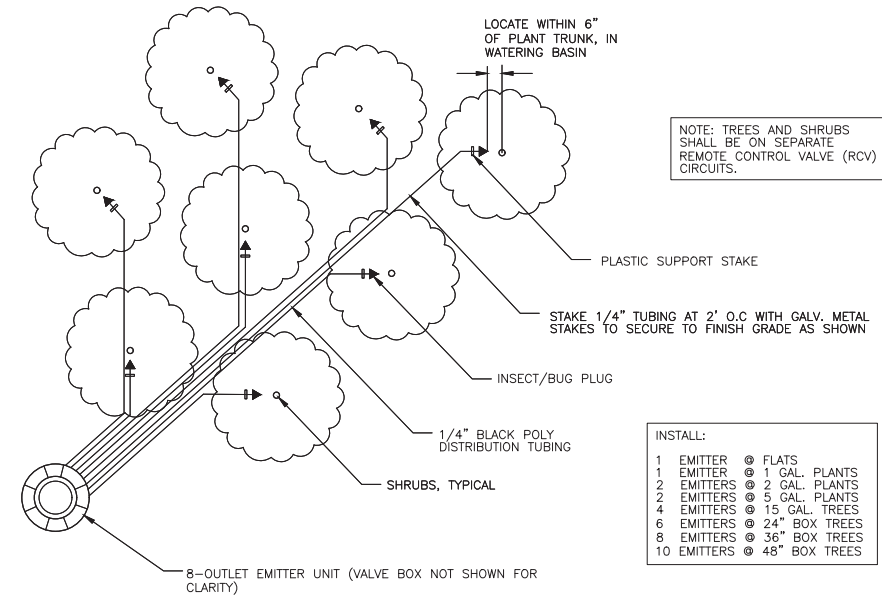 LOCATE WITHIN 6"
OF PLANT TRUNK, IN
WATERING BASIN
NOTE: TREES AND SHRUBS
SHALL BE ON SEPARATE
REMOTE CONTROL VALVE (RCV)
CIRCUITS.
PLASTIC SUPPORT STAKE
STAKE 1/4" TUBING AT 2' O.C WITH GALV. METAL
STAKES TO SECURE TO FINISH GRADE AS SHOWN
INSECT/BUG PLUG
1/4" BLACK POLY
DISTRIBUTION TUBING
SHRUBS, TYPICAL
8-OUTLET EMITTER UNIT (VALVE BOX NOT SHOWN FOR
CLARITY)
INSTALL:
1 EMITTER @ FLATS
1 EMITTER @ 1 GAL. PLANTS
2 EMITTERS @ 2 GAL. PLANTS
2 EMITTERS @ 5 GAL. PLANTS
4 EMITTERS @ 15 GAL. TREES
6 EMITTERS @ 24" BOX TREES
8 EMITTERS @ 36" BOX TREES
10 EMITTERS @ 48" BOX TREES